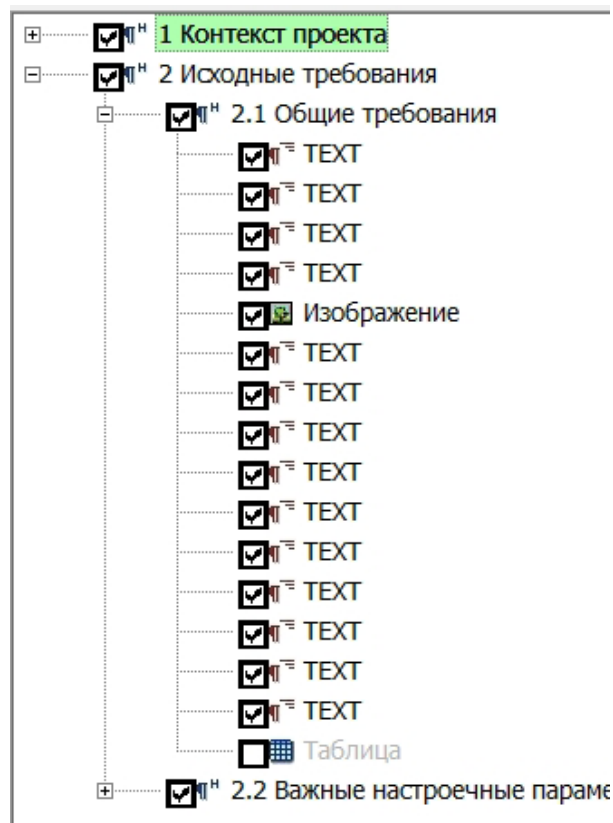 1 Контекст проекта
2 Исходные требования
2.1 Общие требования
TEXT
TEXT
TEXT
TEXT
Изображение
TEXT
TEXT
TEXT
TEXT
TEXT
TEXT
TEXT
TEXT
TEXT
TEXT
Таблица
2.2 Важные настроечные параме